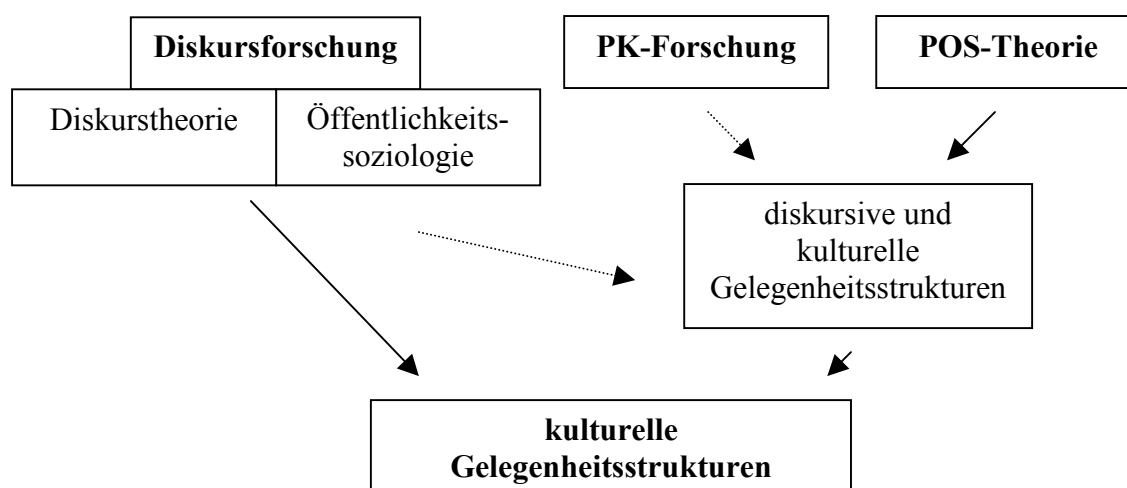 Diskursforschung
PK-Forschung
POS-Theorie
Diskurstheorie
Öffentlichkeits-
soziologie
diskursive und
kulturelle
Gelegenheitsstrukturen
kulturelle
Gelegenheitsstrukturen